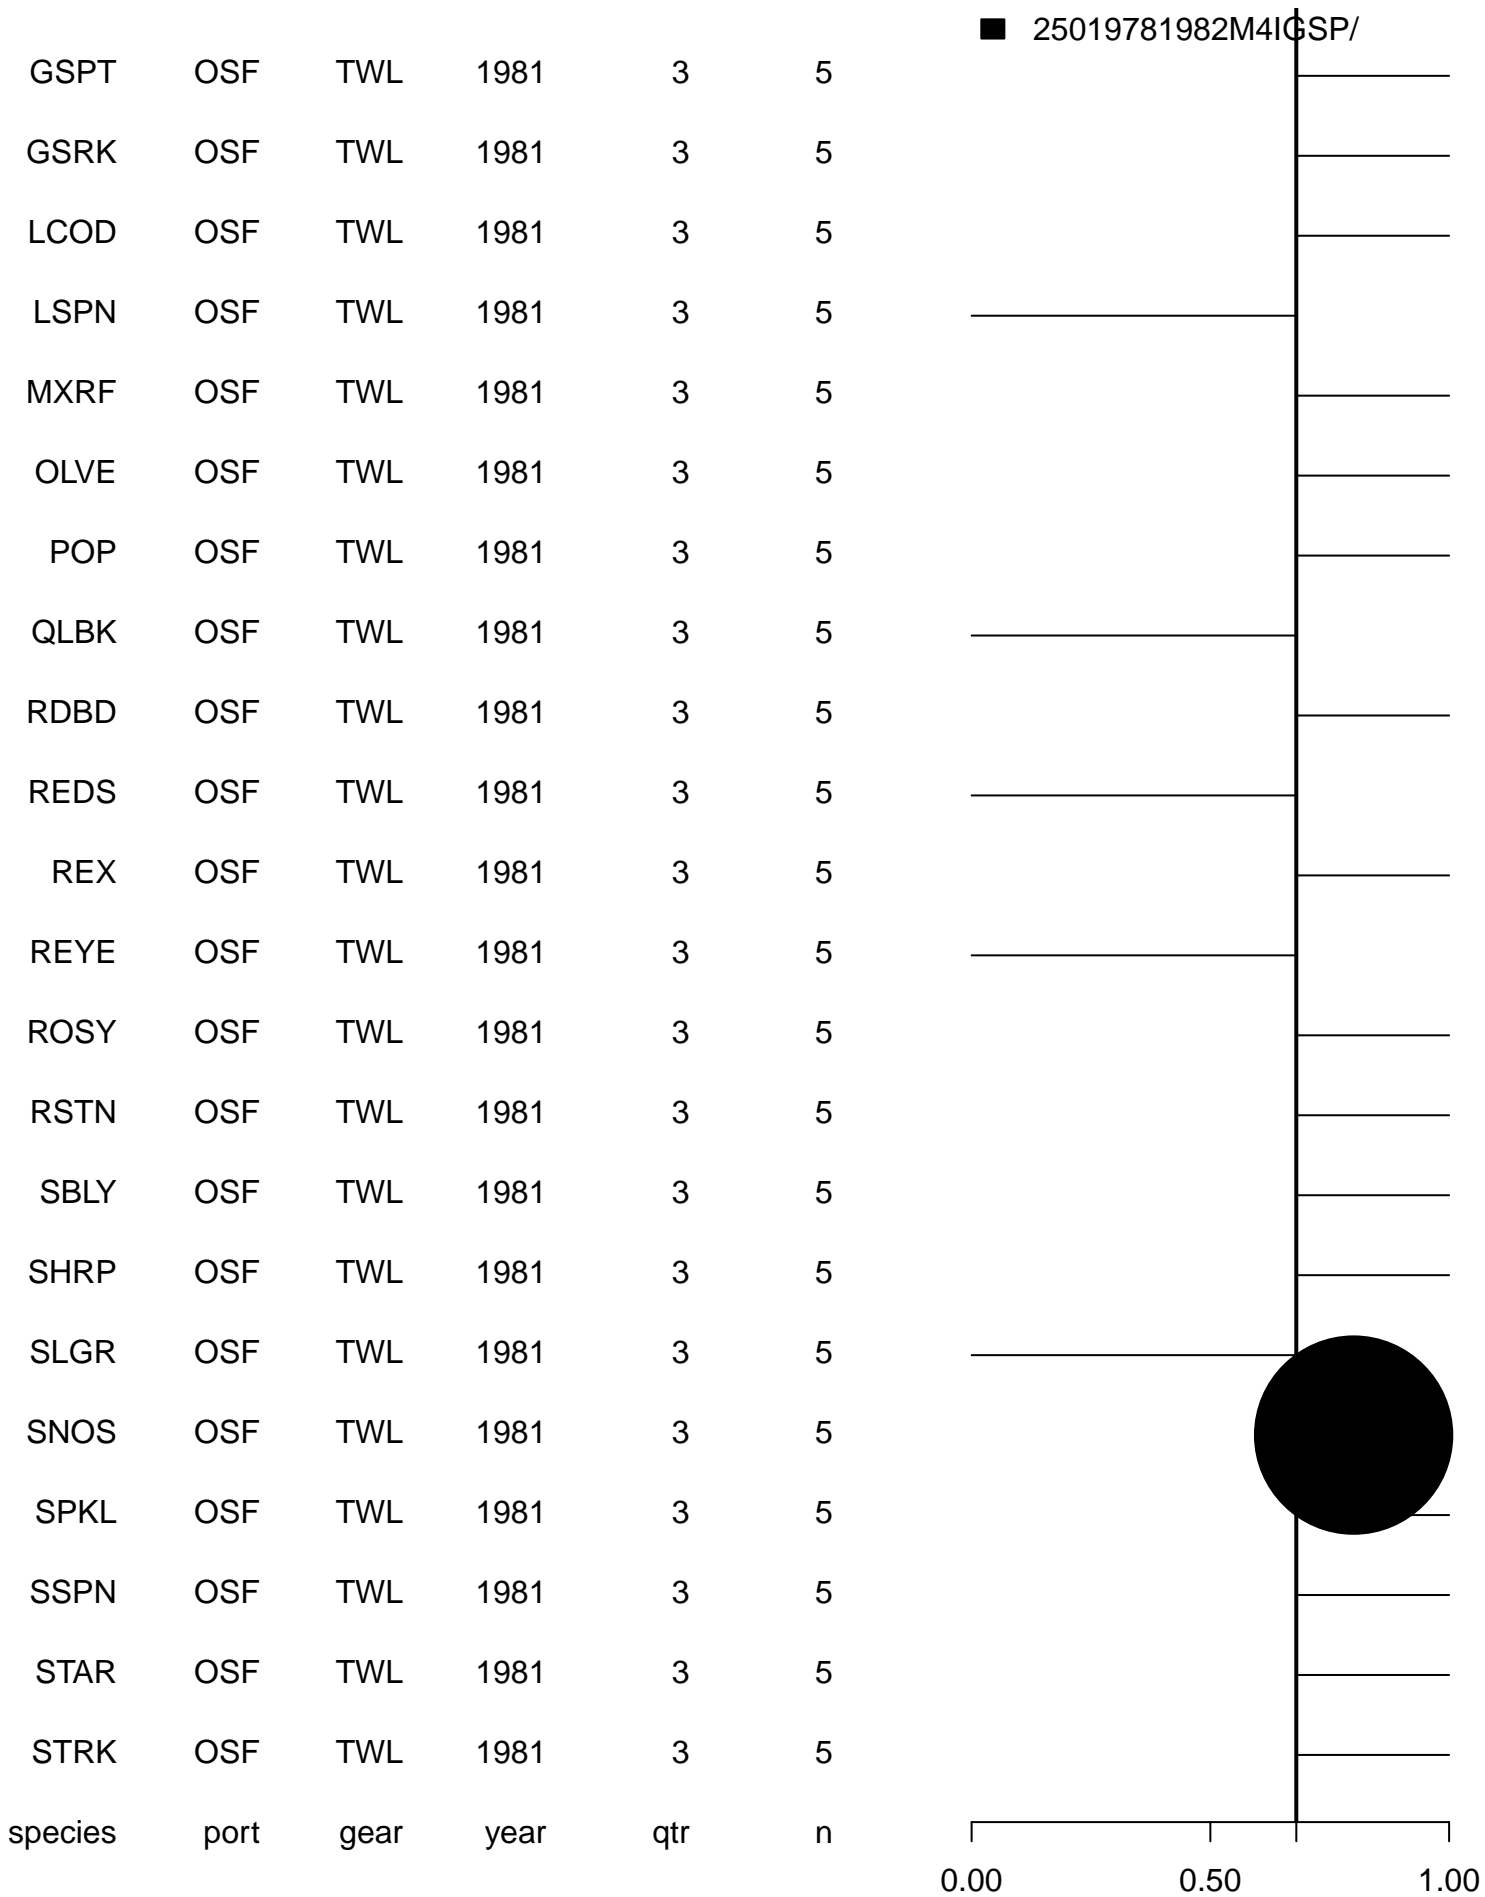 25019781982M4IGSP/
GSPT OSF TWL 1981 3 5
GSRK OSF TWL 1981 3 5
LCOD OSF TWL 1981 3 5
LSPN OSF TWL 1981 3 5
MXRF OSF TWL 1981 3 5
OLVE OSF TWL 1981 3 5
POP OSF TWL 1981 3 5
QLBK OSF TWL 1981 3 5
RDBD OSF TWL 1981 3 5
REDS OSF TWL 1981 3 5
REX OSF TWL 1981 3 5
REYE OSF TWL 1981 3 5
ROSY OSF TWL 1981 3 5
RSTN OSF TWL 1981 3 5
SBLY OSF TWL 1981 3 5
SHRP OSF TWL 1981 3 5
SLGR OSF TWL 1981 3 5
SNOS OSF TWL 1981 3 5
SPKL OSF TWL 1981 3 5
SSPN OSF TWL 1981 3 5
STAR OSF TWL 1981 3 5
STRK OSF TWL 1981 3 5
species port gear year qtr n
0.00 0.50 1.00